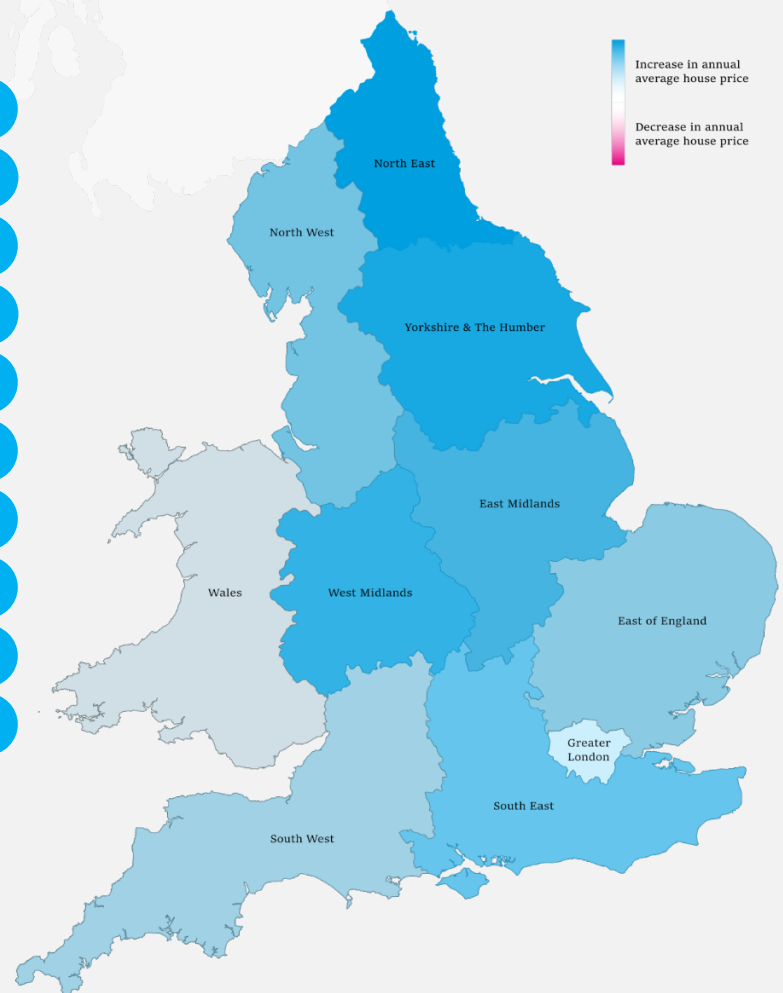 Increase in annual
average house price
Decrease in annual
average house price
North East
North West
Yorkshire & The Humber
East Midlands
Wales
West Midlands
East of England
Greater
London
South East
South West